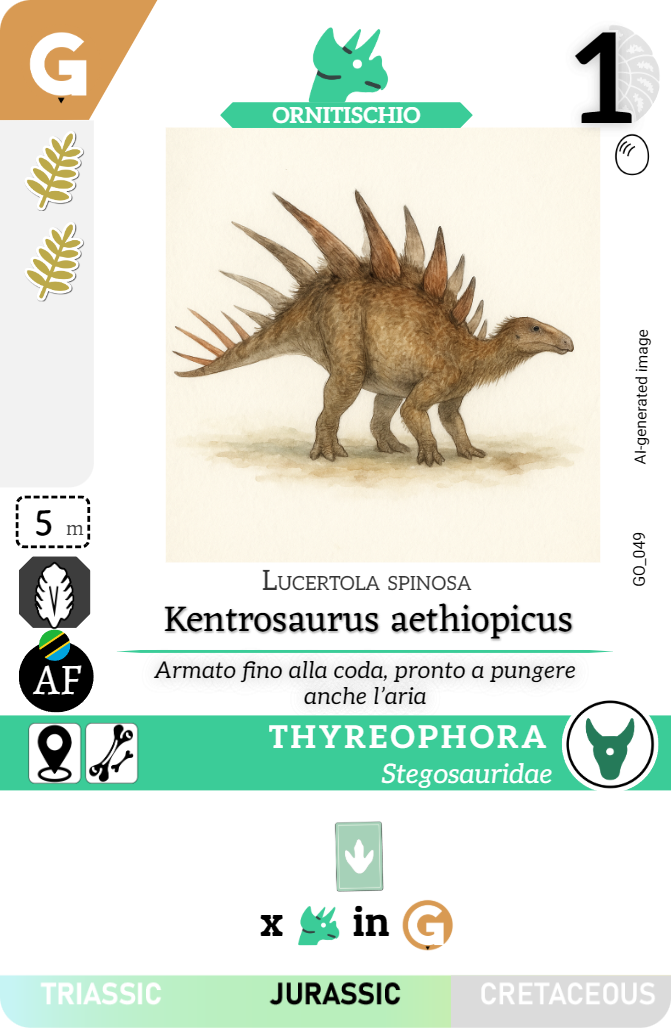 G
1
ORNITISCHIO
AI-generated image
GO_049
5 m
AF
Lucertola spinosa
Kentrosaurus aethiopicus
Armato fino alla coda, pronto a pungere
anche l'aria
THYREOPHORA
Stegosauridae
x in G
TRIASSIC JURASSIC CRETACEOUS